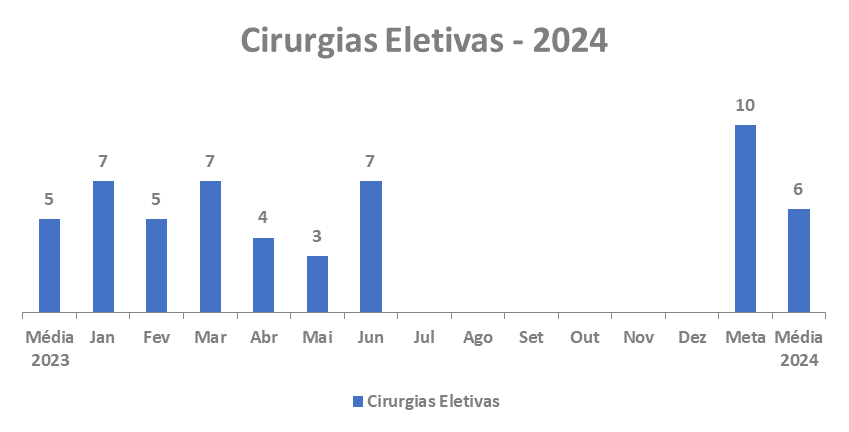 Cirurgias Eletivas - 2024
5
7
5
7
4
3
7
10
6
Média 2023
Jan
Fev
Mar
Abr
Mai
Jun
Jul
Ago
Set
Out
Nov
Dez
Meta
Média 2024
Cirurgias Eletivas